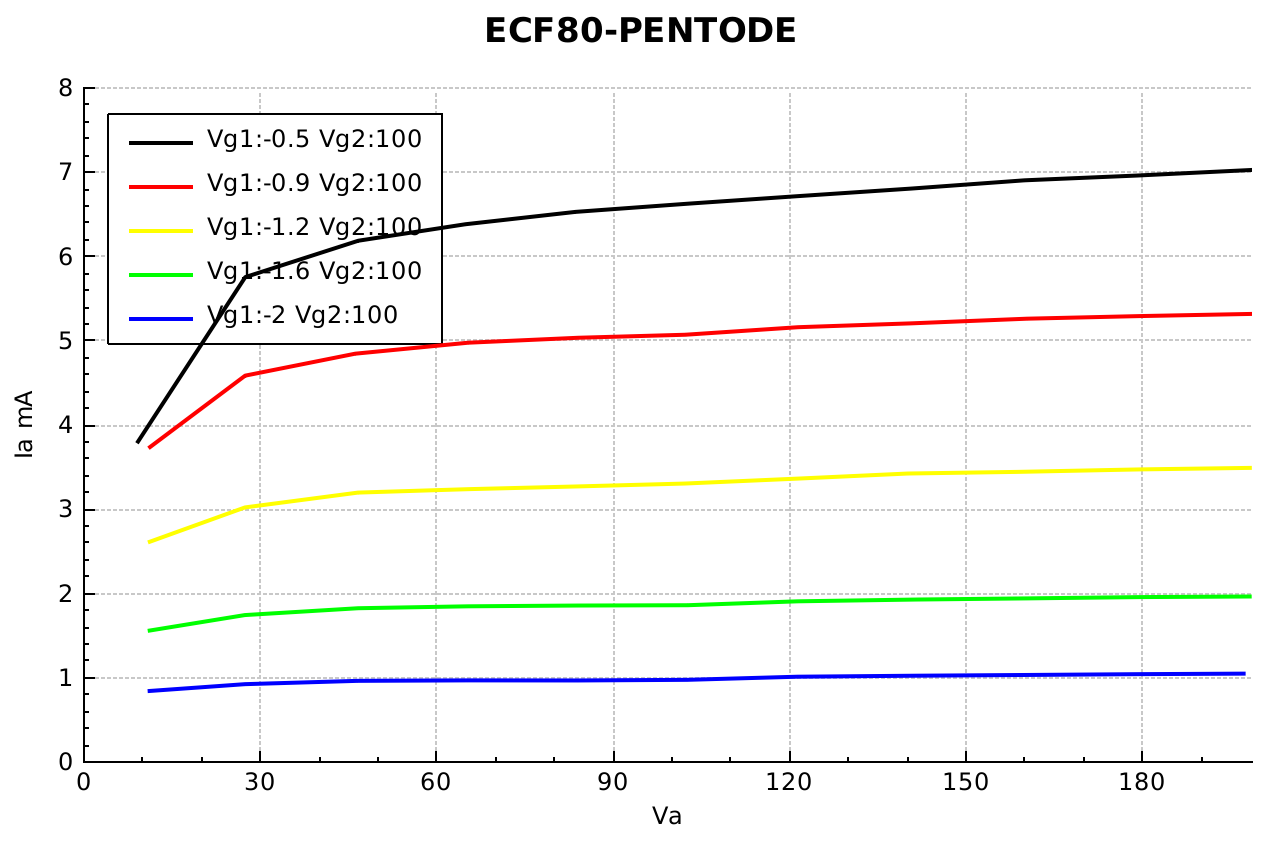 ECF80-PENTODE
8
7
6
5
4
3
2
1
0
Ia mA
Vg1:-0.5 Vg2:100
Vg1:-0.9 Vg2:100
Vg1:-1.2 Vg2:100
Vg1:-1.6 Vg2:100
Vg1:-2 Vg2:100
0 30 60 90 120 150 180
Va